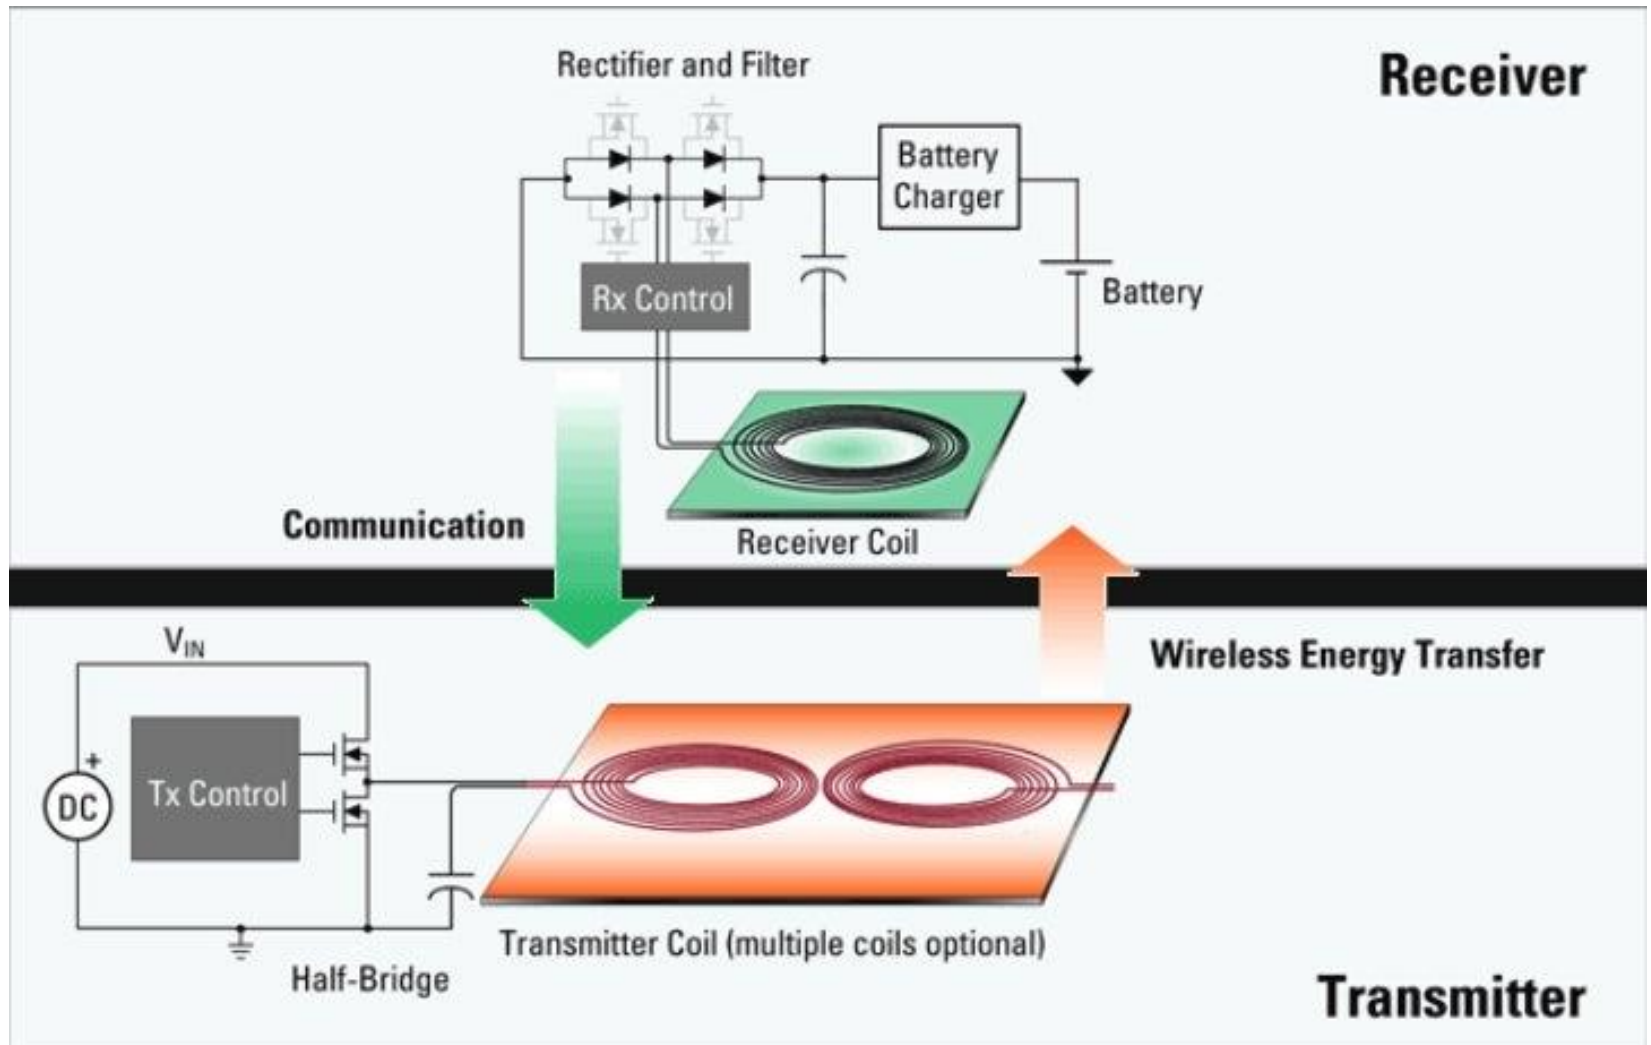 Receiver
Rectifier and Filter
Battery
Charger
Rx Control
Battery
Receiver Coil
Communication
Wireless Energy Transfer
VIN
+
DC
Tx Control
Transmitter Coil (multiple coils optional)
Half-Bridge
Transmitter